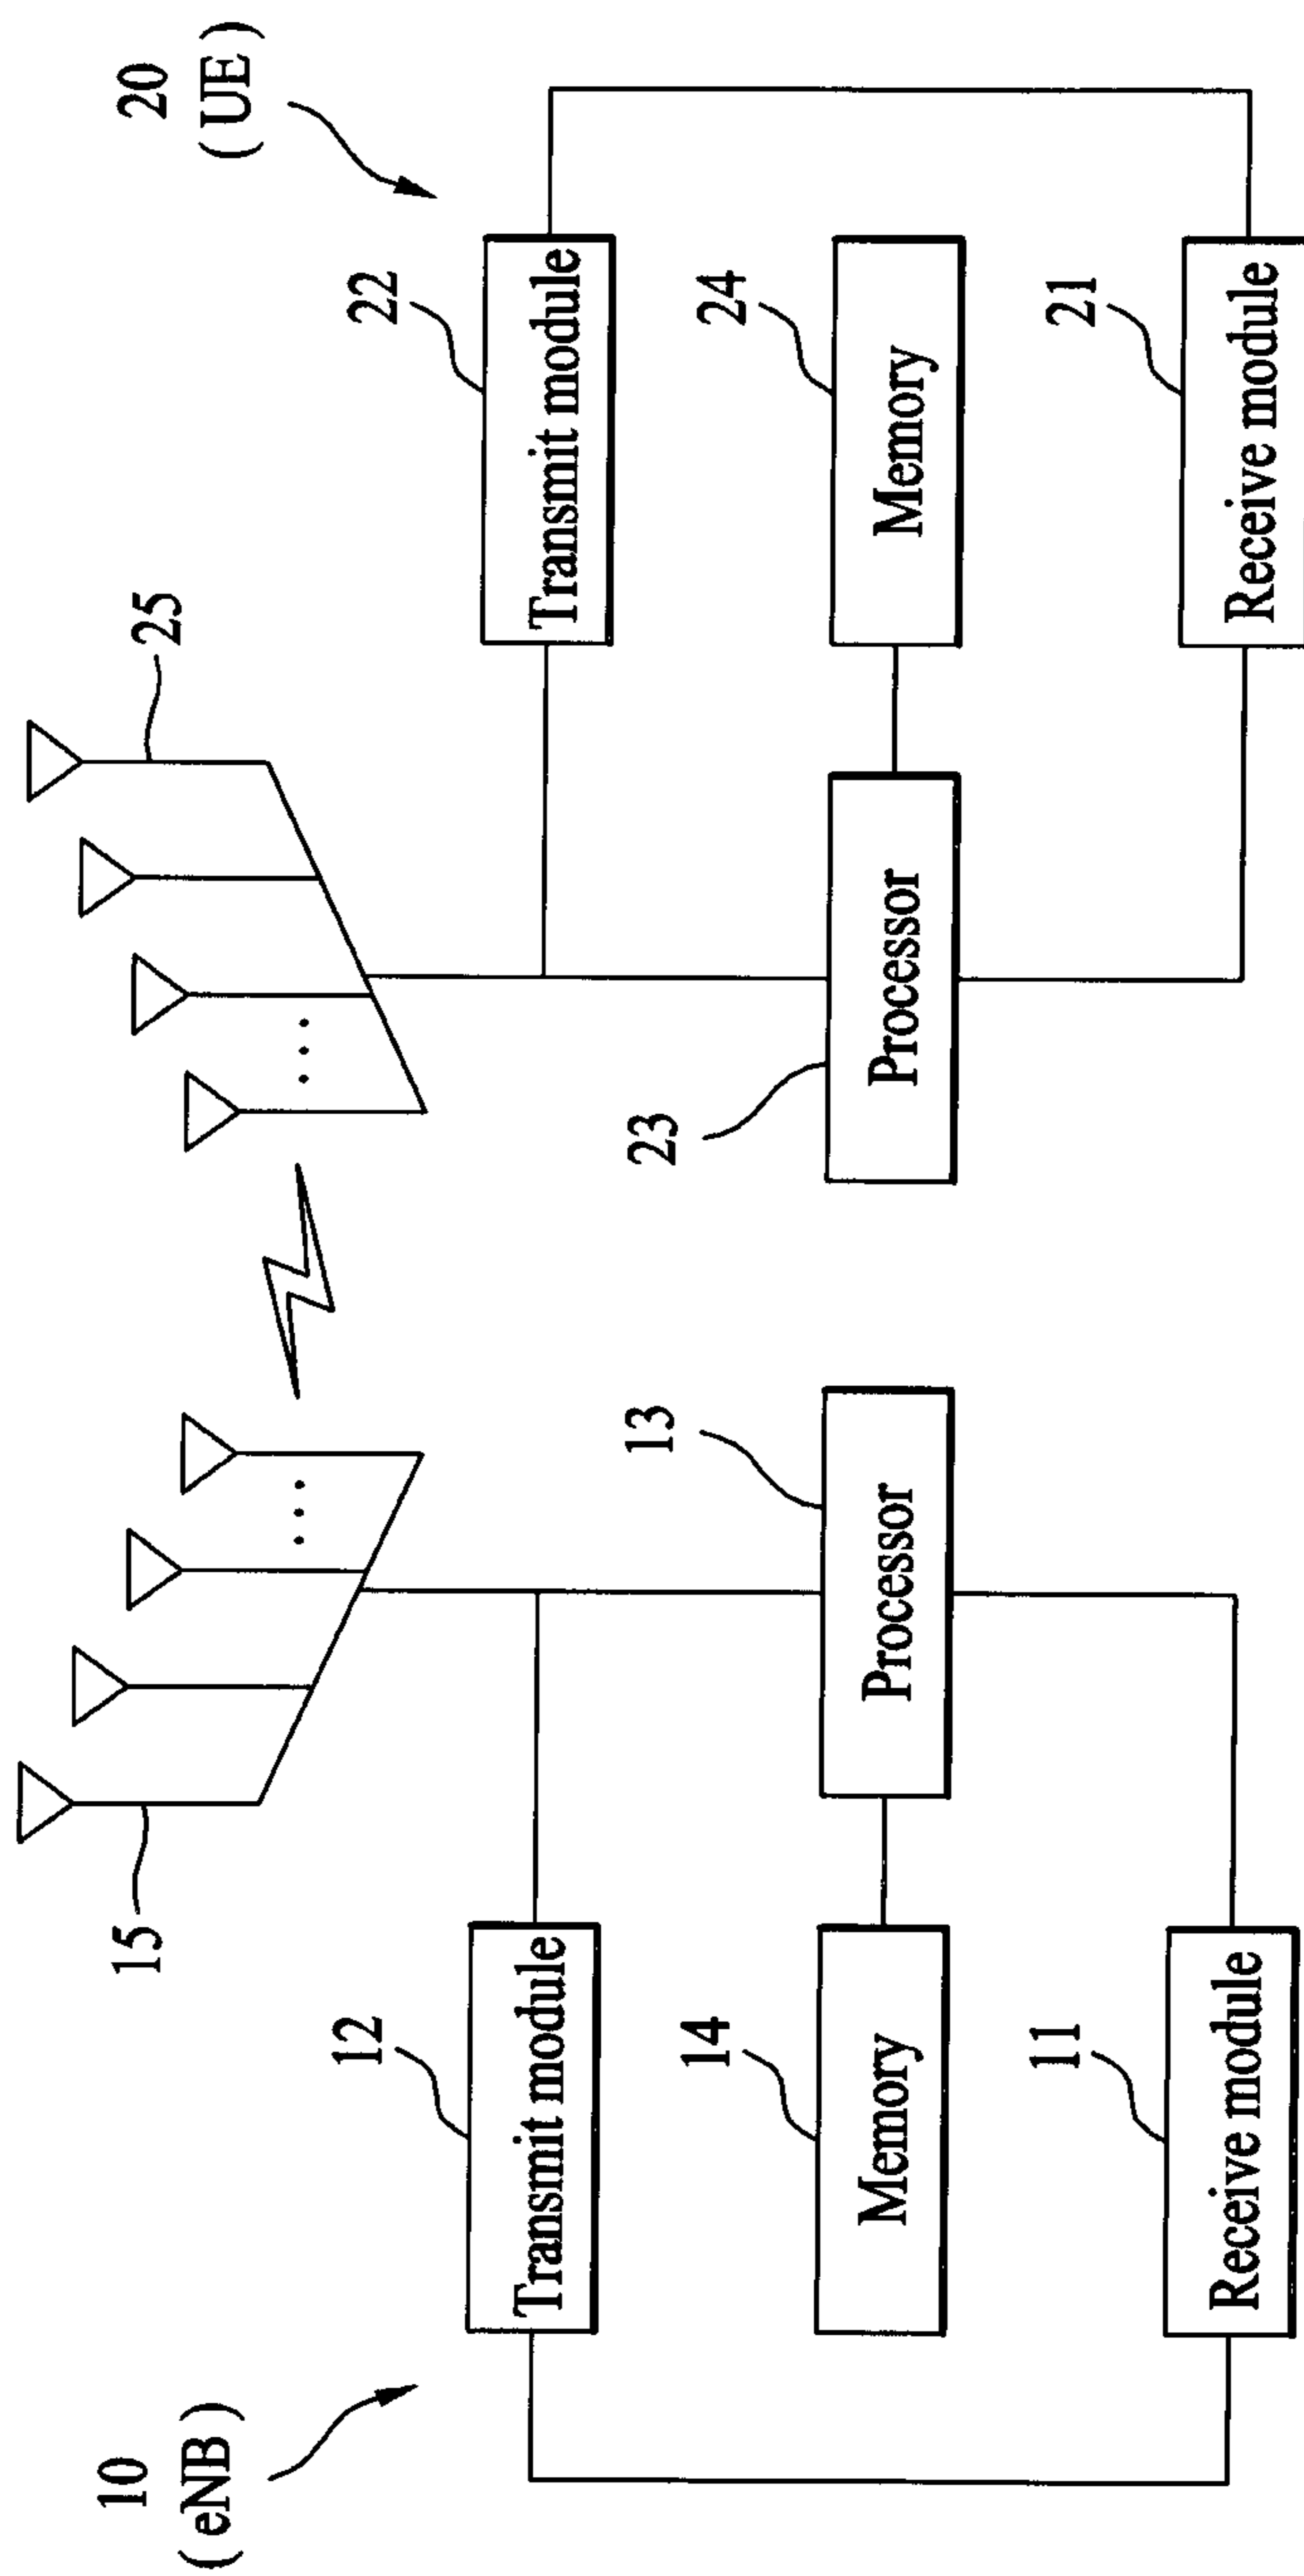 10
( eNB )
15
12
Transmit module
14
Memory
13
Processor
11
Receive module
20
( UE )
25
22
Transmit module
23
Processor
24
Memory
21
Receive module